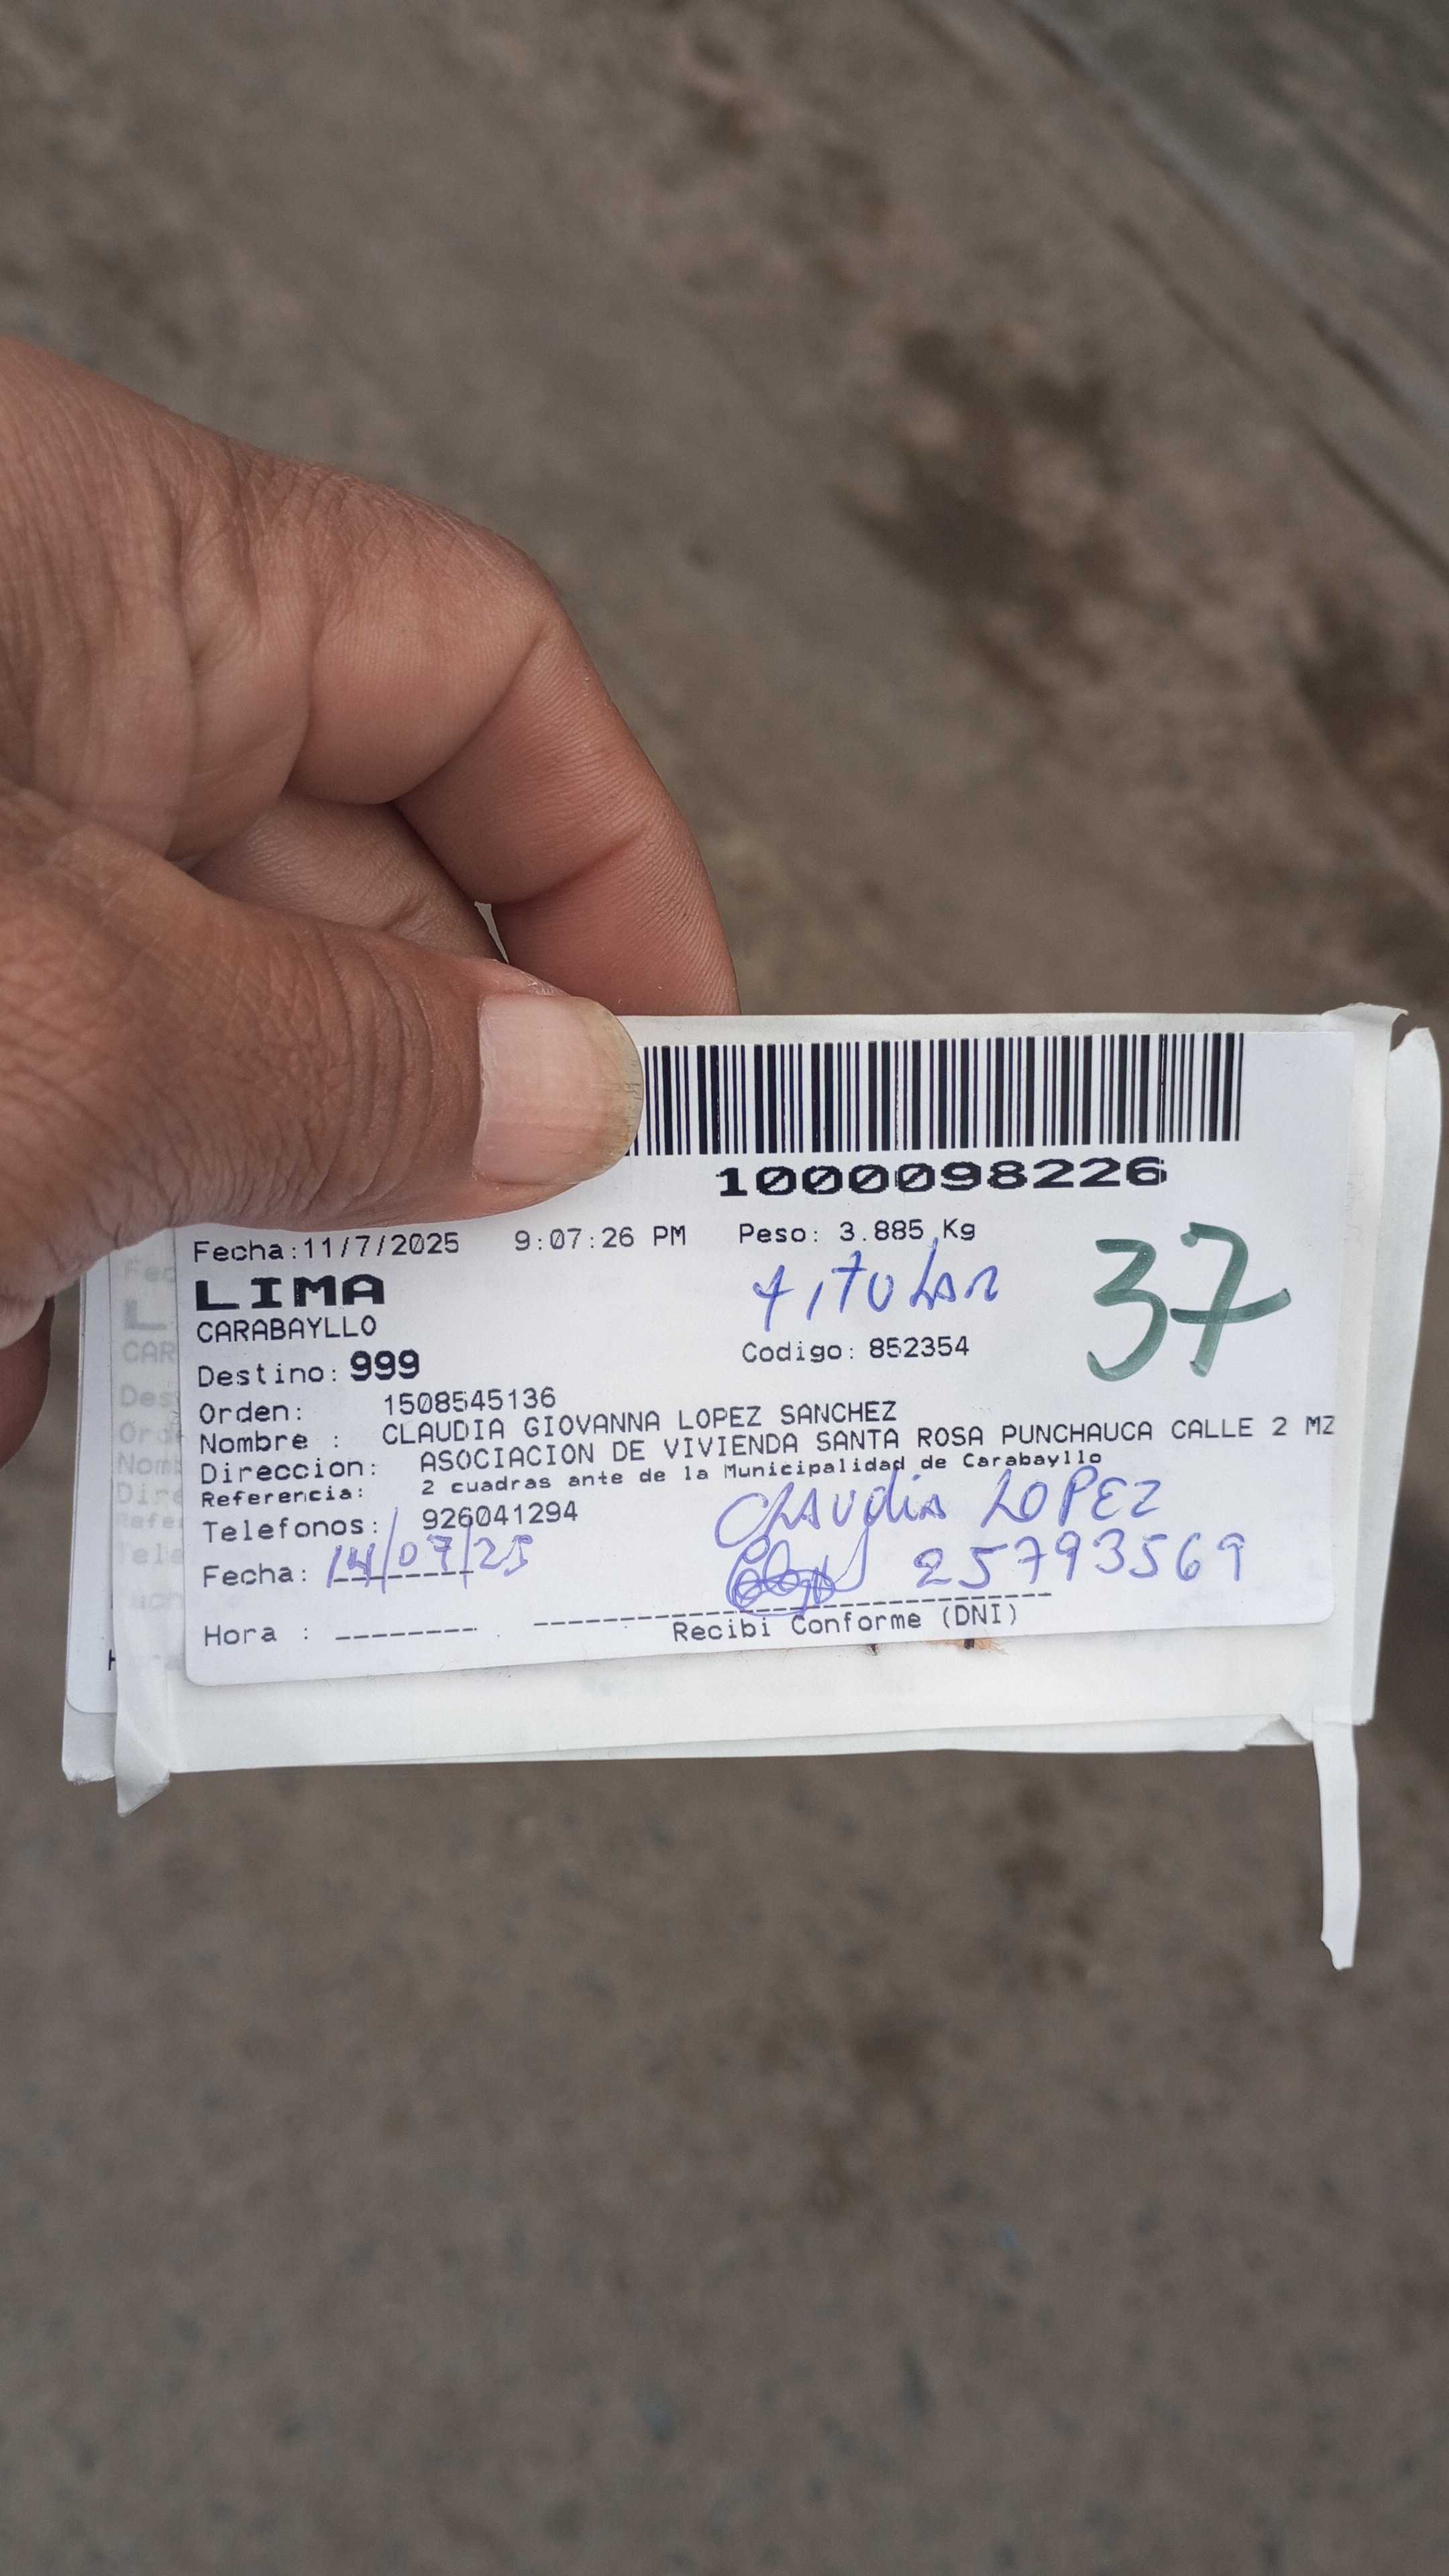 1000098226
Fecha:11/7/2025 9:07:26 PM Peso: 3.885 Kg
LIMA
TITULAR
37
CARABAYLLO
Destino: 999 Codigo: 852354
Orden: 1508545136
Nombre : CLAUDIA GIOVANNA LOPEZ SANCHEZ
Direccion: ASOCIACION DE VIVIENDA SANTA ROSA PUNCHAUCA CALLE 2 MZ
Referencia: 2 cuadras ante de la Municipalidad de Carabayllo
Telefonos: 926041294
CLAUDIA LOPEZ
Fecha: 14/07/25
25793569
Hora :
Recibi Conforme (DNI)